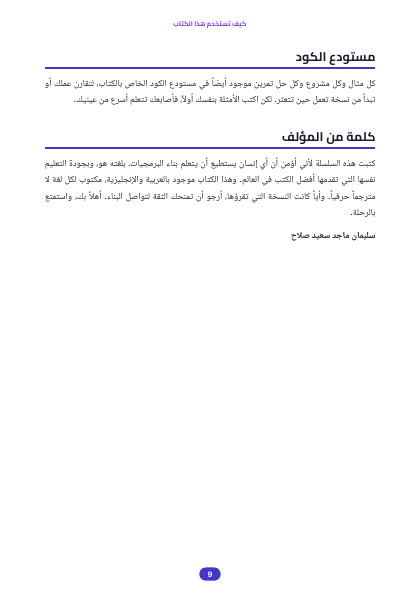 كيف تستخدم هذا الكتاب
مستودع الكود
كل مثال وكل مشروع وكل حل تمرين موجود أيضاً في مستودع الكود الخاص بالكتاب، لتقارن عملك أو
تبدأ من نسخة تعمل حين تتعثر. لكن اكتب الأمثلة بنفسك أولاً، فأصابعك تتعلم أسرع من عينيك.
كلمة من المؤلف
كتبت هذه السلسلة لأني أؤمن أن أي إنسان يستطيع أن يتعلم بناء البرمجيات، بلغته هو، وبجودة التعليم
نفسها التي تقدمها أفضل الكتب في العالم. وهذا الكتاب موجود بالعربية والإنجليزية، مكتوب لكل لغة لا
مترجماً حرفياً. وأياً كانت النسخة التي تقرؤها، أرجو أن تمنحك الثقة لتواصل البناء. أهلاً بك، واستمتع
بالرحلة.
سليمان ماجد سعيد صلاح
9